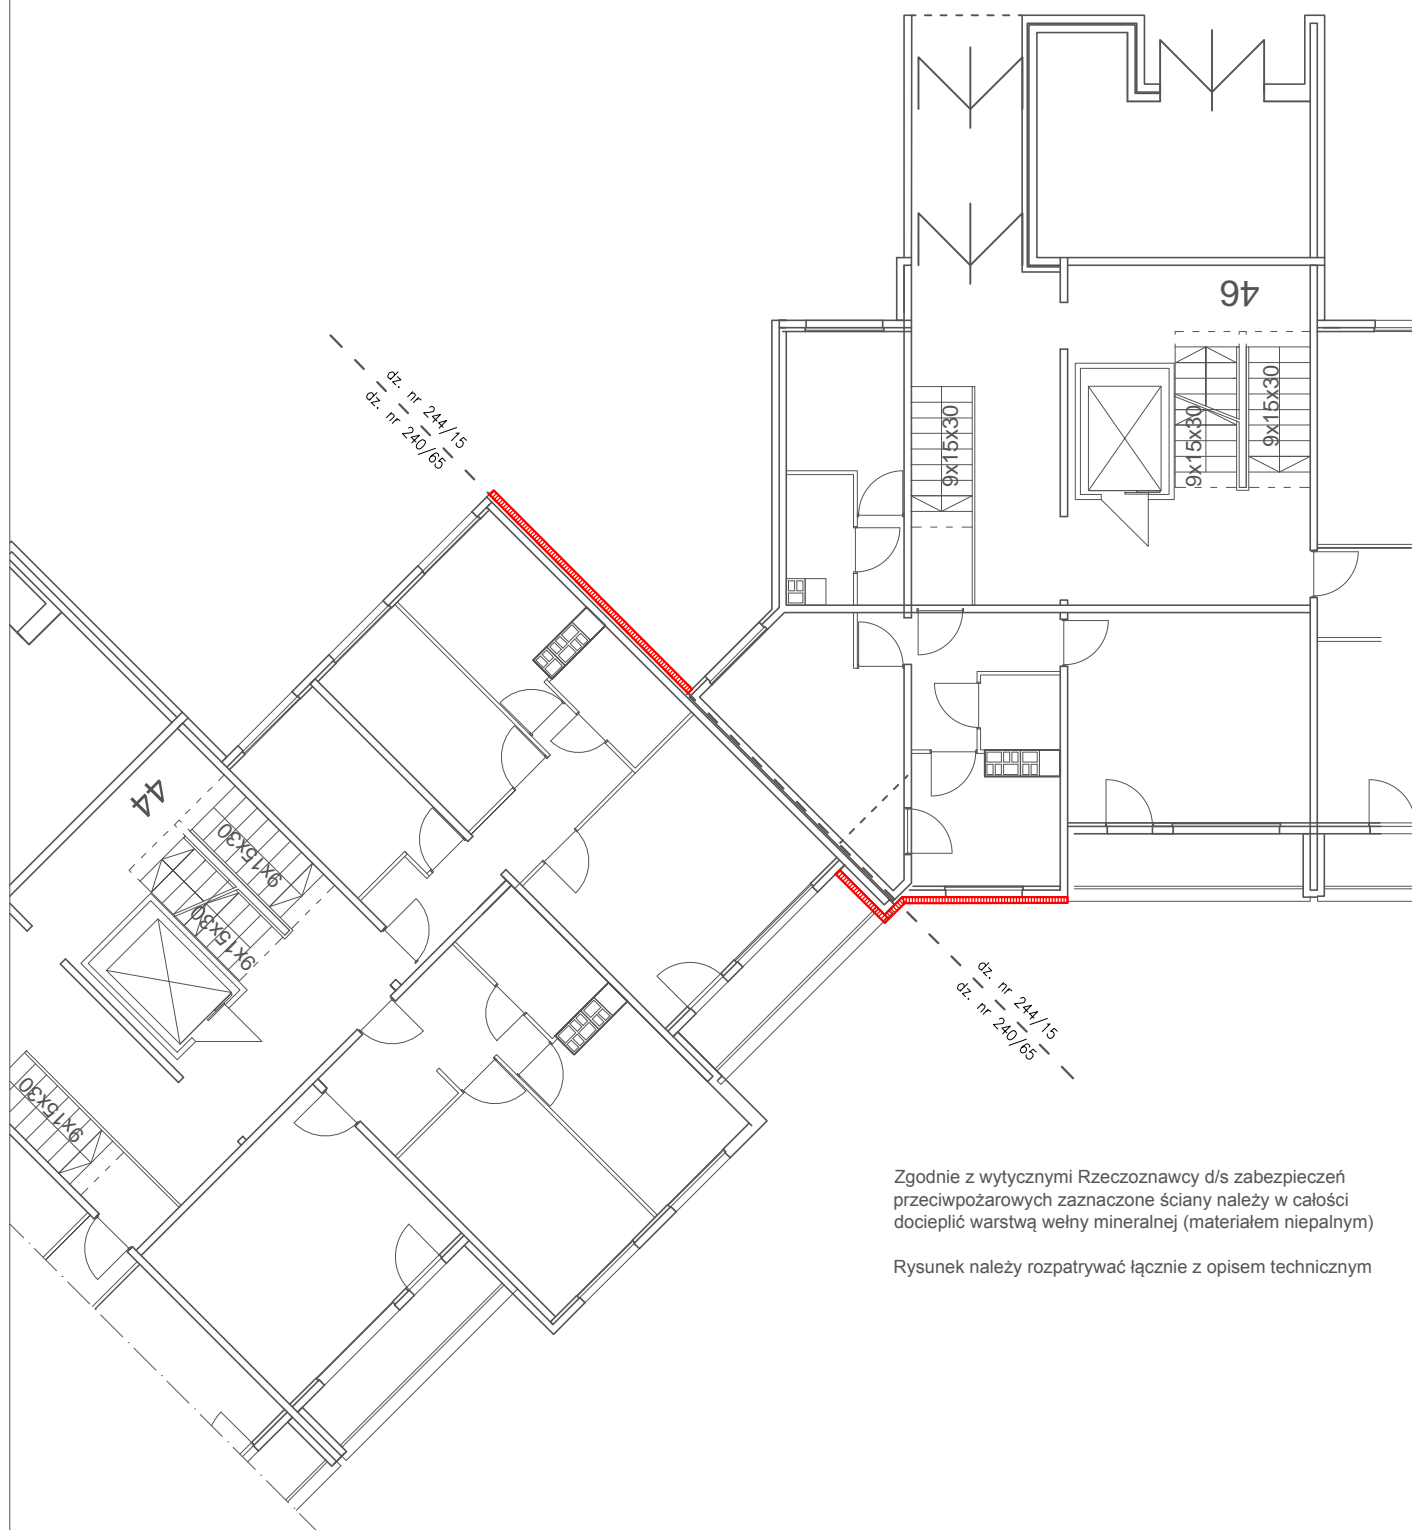 46
9x15x30
9x15x30
9x15x30
dz. nr 244/15
dz. nr 240/65
44
9x15x30
9x15x30
9x15x30
dz. nr 244/15
dz. nr 240/65
Zgodnie z wytycznymi Rzeczoznawcy d/s zabezpieczeń
przeciwpożarowych zaznaczone ściany należy w całości
docieplić warstwą wełny mineralnej (materiałem niepalnym)
Rysunek należy rozpatrywać łącznie z opisem technicznym